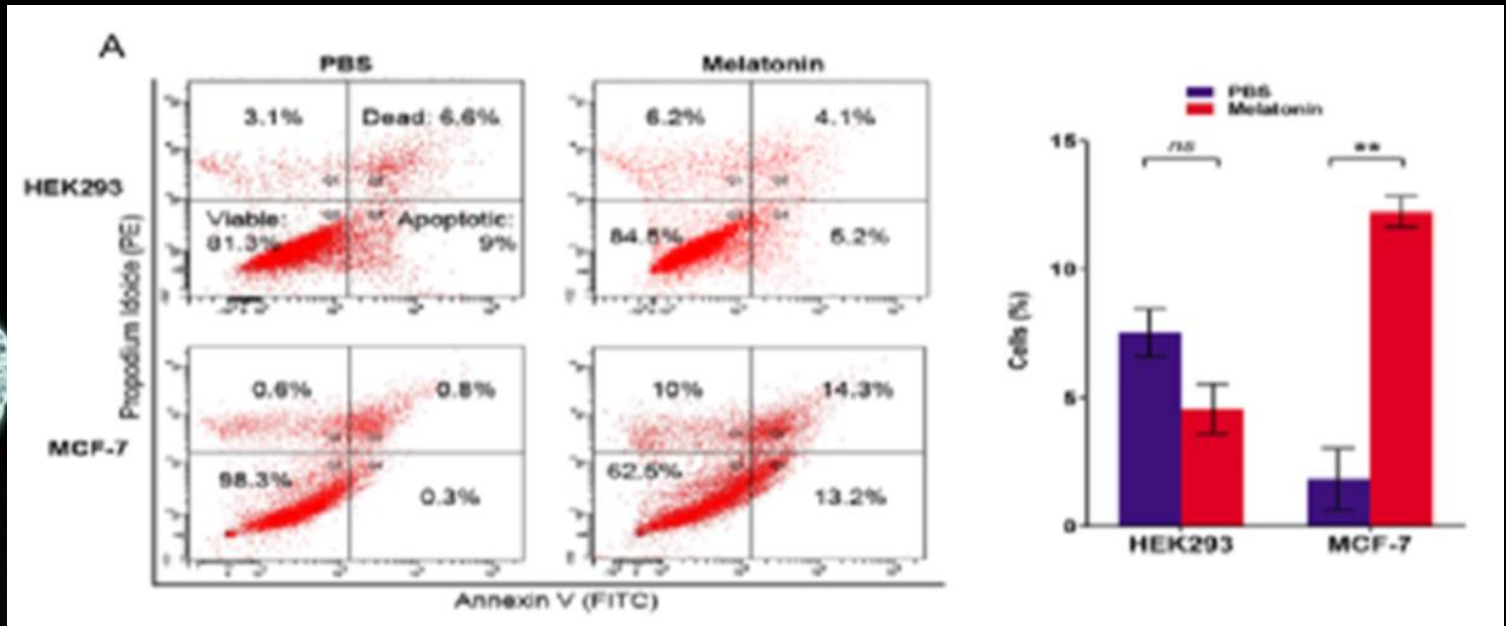 A
PBS
Melatonin
HEK293
3.1%
Dead: 6.6%
Viable:
81.3%
Apoptotic:
9%
6.2%
4.1%
84.5%
5.2%
MCF-7
0.6%
0.8%
98.3%
0.3%
10%
14.3%
62.5%
13.2%
Propodium Idoide (PE)
Annexin V (FITC)
PBS
Melatonin
ns
**
Cells (%)
15
10
5
0
HEK293
MCF-7